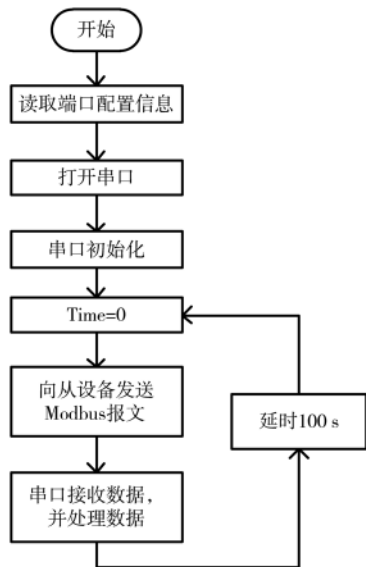 开始
读取端口配置信息
打开串口
串口初始化
Time=0
向从设备发送
Modbus报文
延时100 s
串口接收数据，
并处理数据